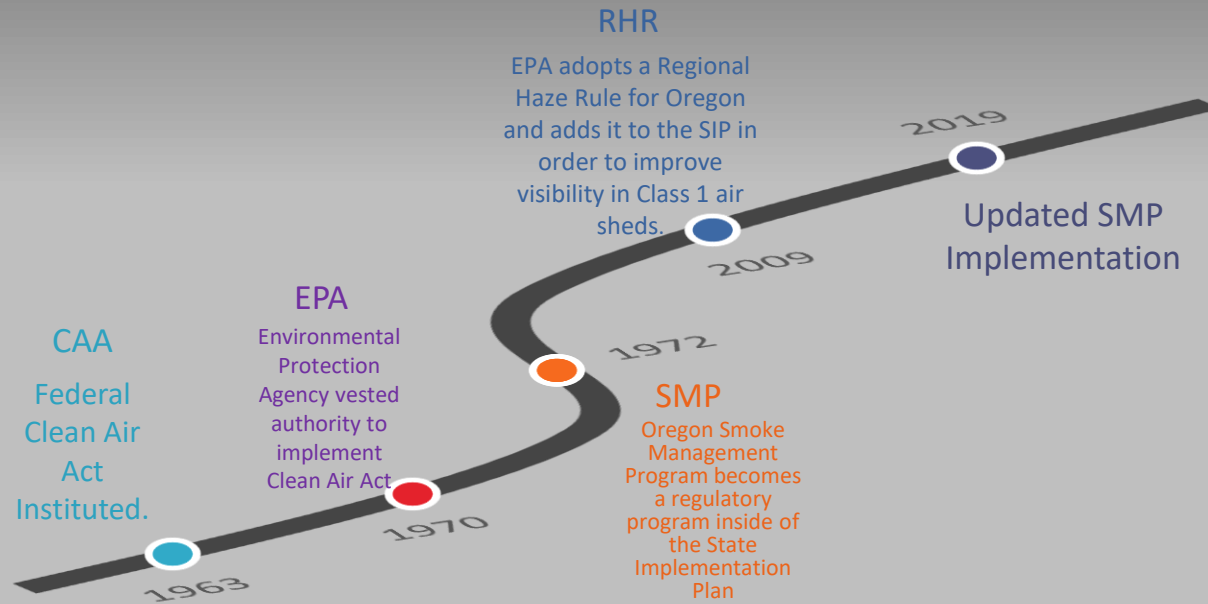 CAA
Federal
Clean Air
Act
Instituted.
1963
EPA
Environmental
Protection
Agency vested
authority to
implement
Clean Air Act
1970
1972
SMP
Oregon Smoke
Management
Program becomes
a regulatory
program inside of
the State
Implementation
Plan
RHR
EPA adopts a Regional
Haze Rule for Oregon
and adds it to the SIP in
order to improve
visibility in Class 1 air
sheds.
2009
2019
Updated SMP
Implementation